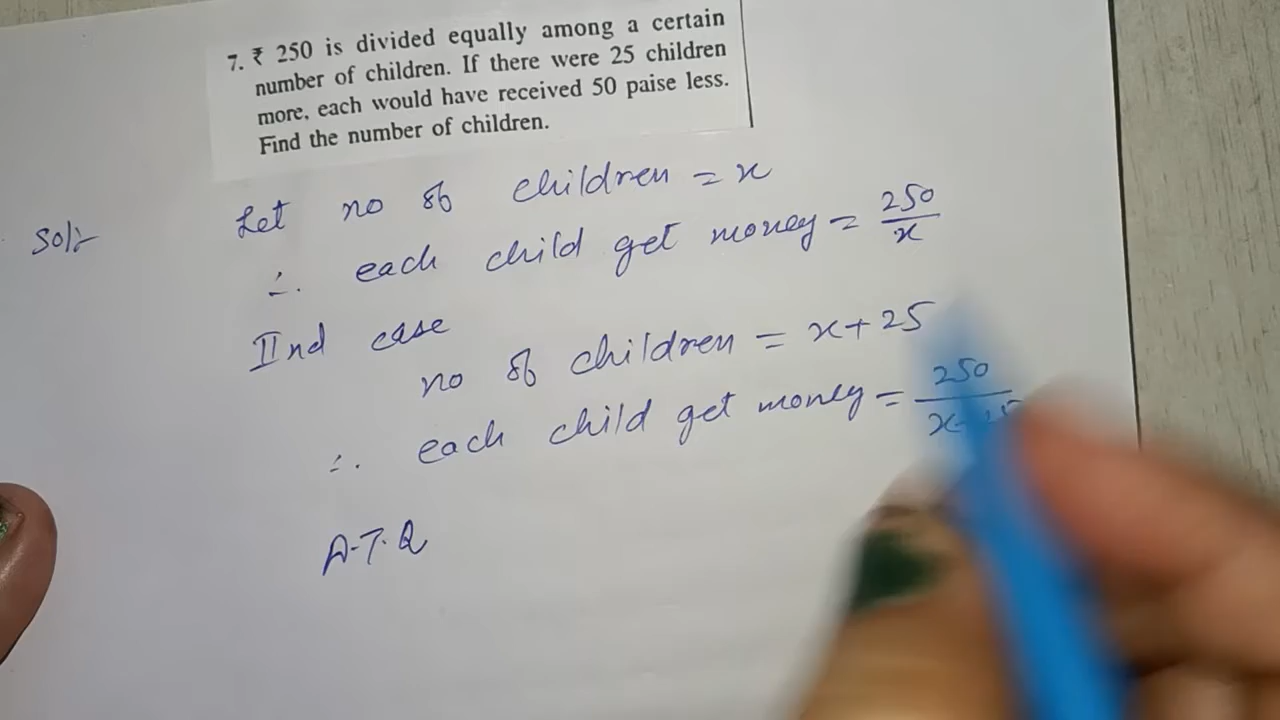 7. ₹ 250 is divided equally among a certain
number of children. If there were 25 children
more, each would have received 50 paise less.
Find the number of children.
Sol:- Let no of children = x
∴ each child get money = 250/x
IInd case
no of children = x+25
∴ each child get money = 250/x+25
A.T.Q